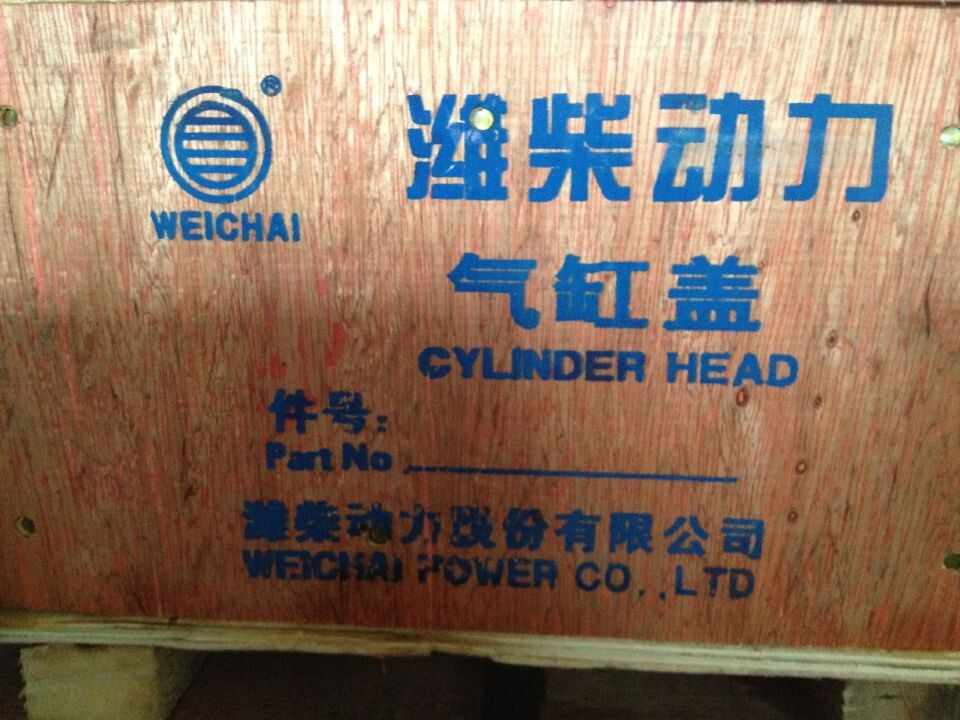 ®
WEICHAI
潍柴动力
气缸盖
CYLINDER HEAD
件号:
Part No
潍柴动力股份有限公司
WEICHAI POWER CO.,LTD